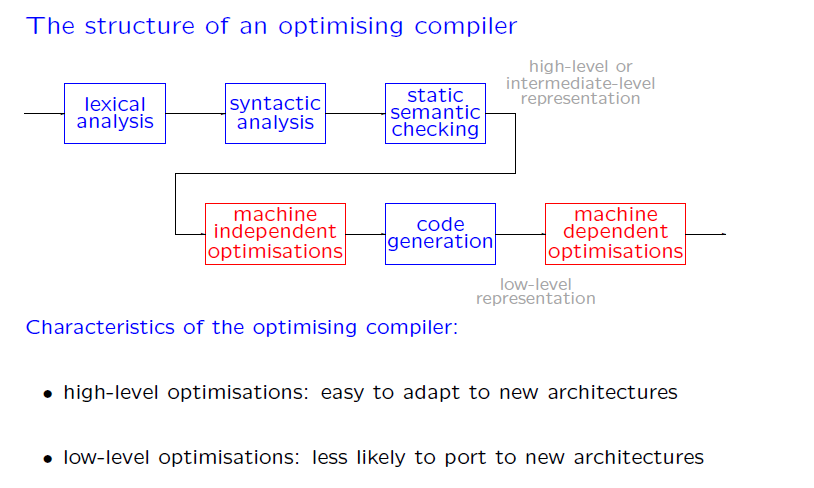 The structure of an optimising compiler
high-level or
intermediate-level
representation
lexical
analysis
syntactic
analysis
static
semantic
checking
machine
independent
optimisations
code
generation
machine
dependent
optimisations
low-level
representation
Characteristics of the optimising compiler:
• high-level optimisations: easy to adapt to new architectures
• low-level optimisations: less likely to port to new architectures